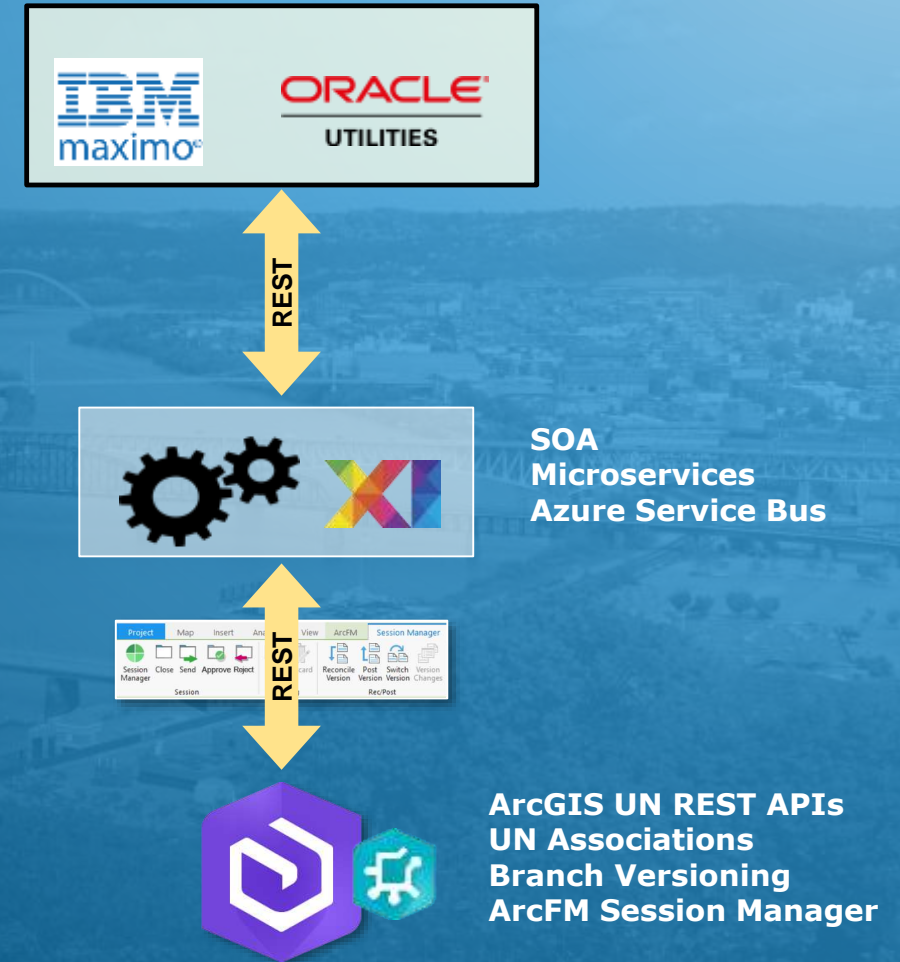 IBM
maximo
ORACLE
UTILITIES
REST
XI
SOA
Microservices
Azure Service Bus
Project Map Insert View ArcFM Session Manager
Session Manager Close Send Approve Reject Reconcile Version Post Version Switch Version Version Changes
Session Rec/Post
REST
ArcGIS UN REST APIs
UN Associations
Branch Versioning
ArcFM Session Manager